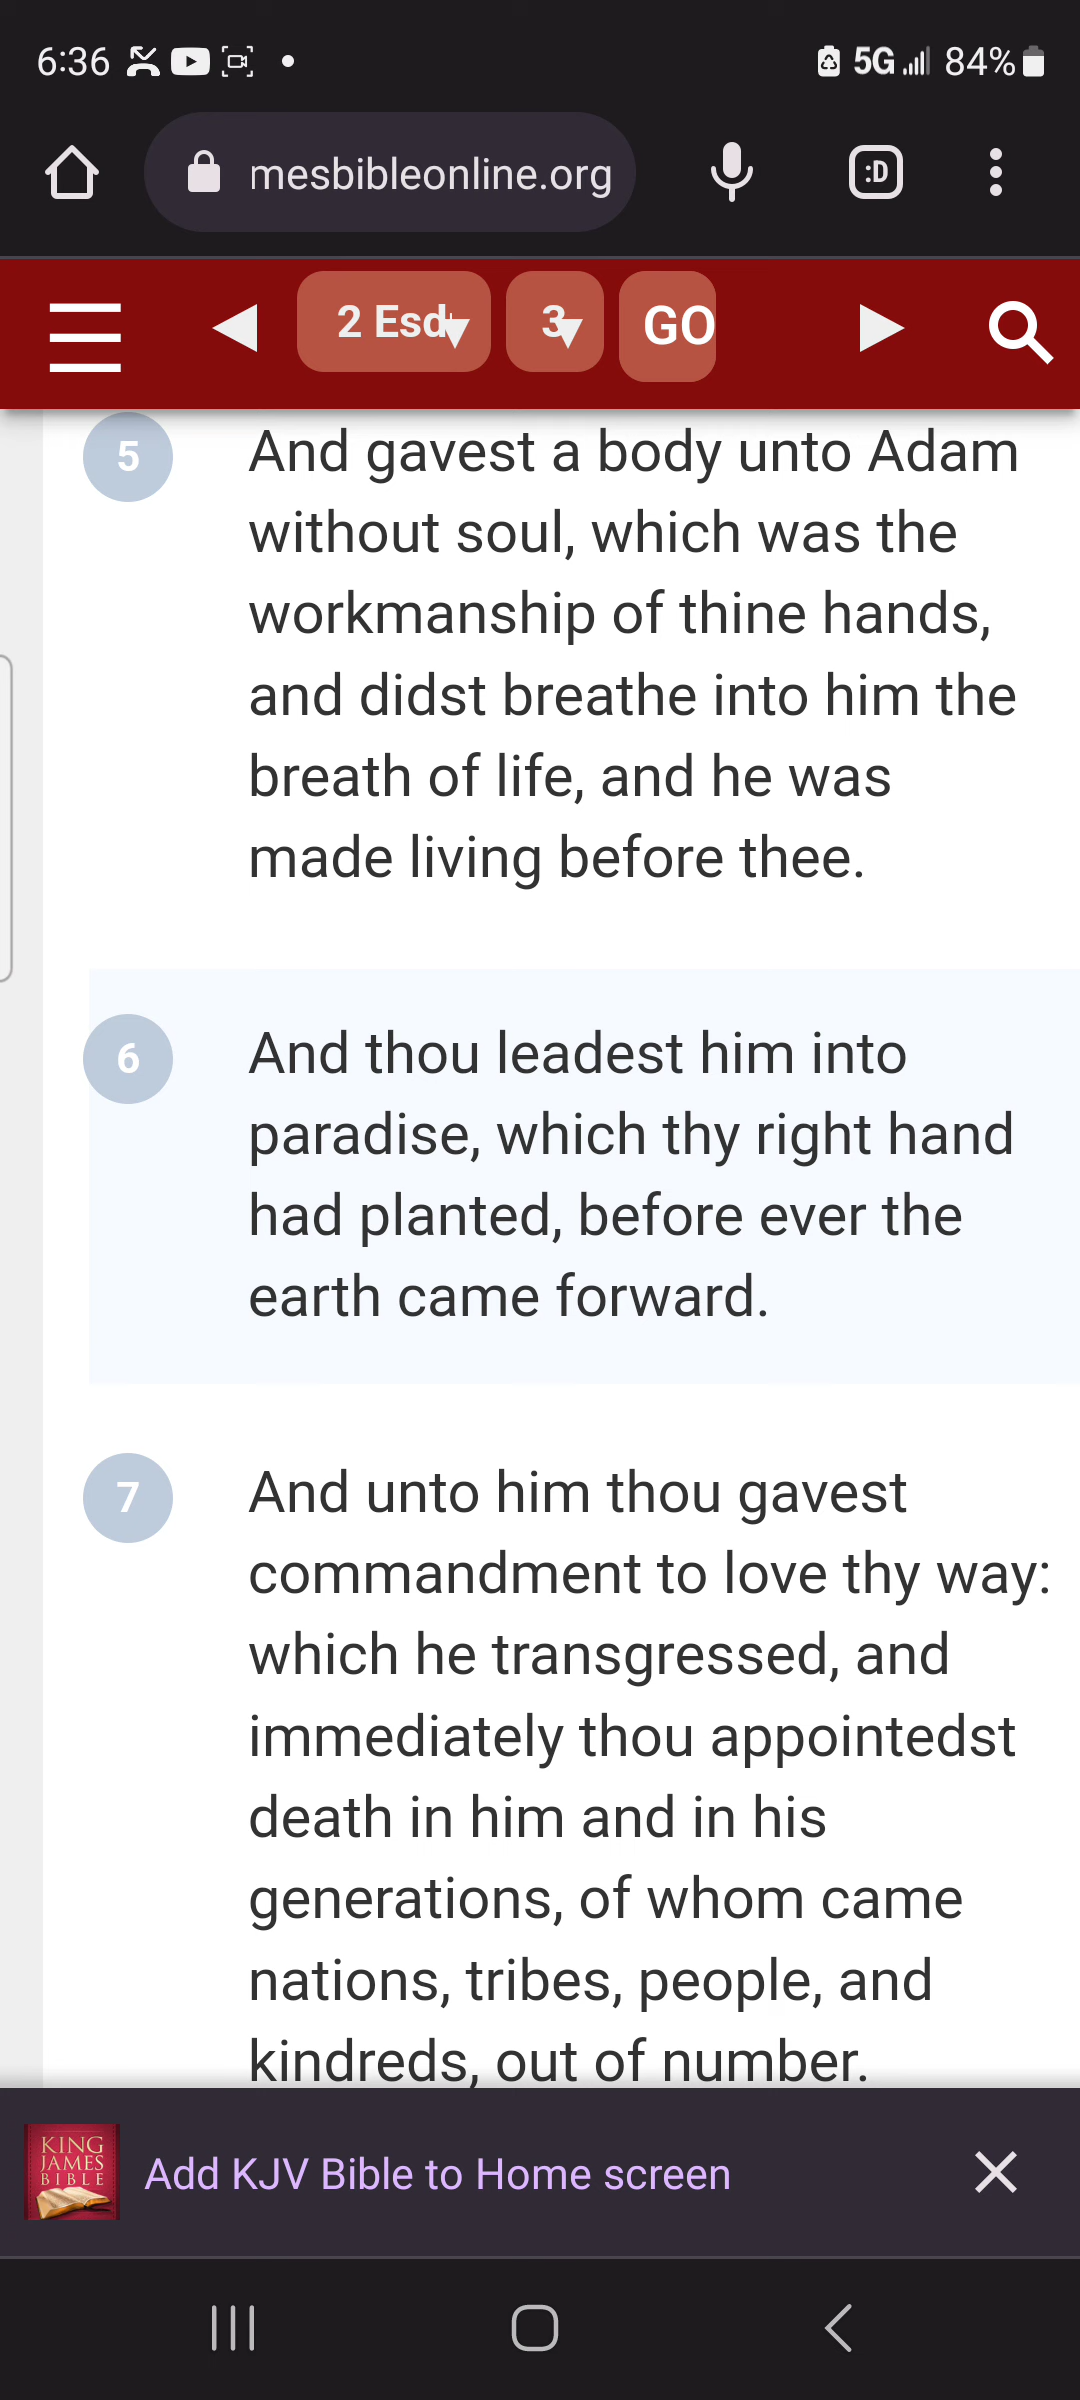 6:36 5G 84%
mesbibleonline.org :D
2 Esd 3 GO
5 And gavest a body unto Adam
without soul, which was the
workmanship of thine hands,
and didst breathe into him the
breath of life, and he was
made living before thee.
6 And thou leadest him into
paradise, which thy right hand
had planted, before ever the
earth came forward.
7 And unto him thou gavest
commandment to love thy way:
which he transgressed, and
immediately thou appointedst
death in him and in his
generations, of whom came
nations, tribes, people, and
kindreds, out of number.
KING
JAMES
BIBLE
Add KJV Bible to Home screen